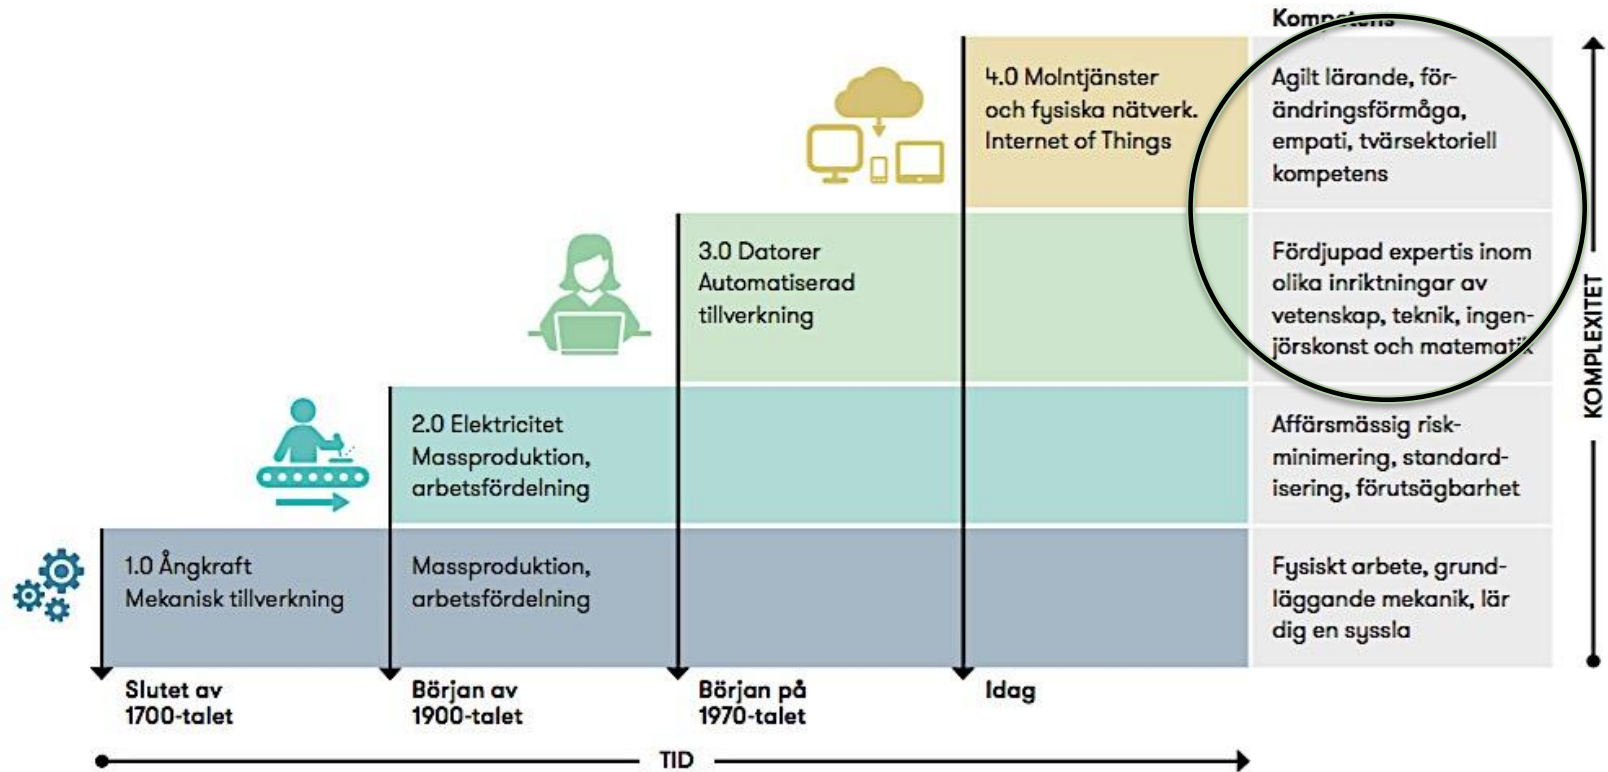 Kompetens
4.0 Molntjänster
och fysiska nätverk.
Internet of Things
Agilt lärande, för-
ändringsförmåga,
empati, tvärsektoriell
kompetens
3.0 Datorer
Automatiserad
tillverkning
Fördjupad expertis inom
olika inriktningar av
vetenskap, teknik, ingen-
jörskonst och matematik
2.0 Elektricitet
Massproduktion,
arbetsfördelning
Affärsmässig risk-
minimering, standard-
isering, förutsägbarhet
1.0 Ångkraft
Mekanisk tillverkning
Massproduktion,
arbetsfördelning
Fysiskt arbete, grund-
läggande mekanik, lär
dig en syssla
KOMPLEXITET
Slutet av
1700-talet
Början av
1900-talet
Början på
1970-talet
Idag
TID